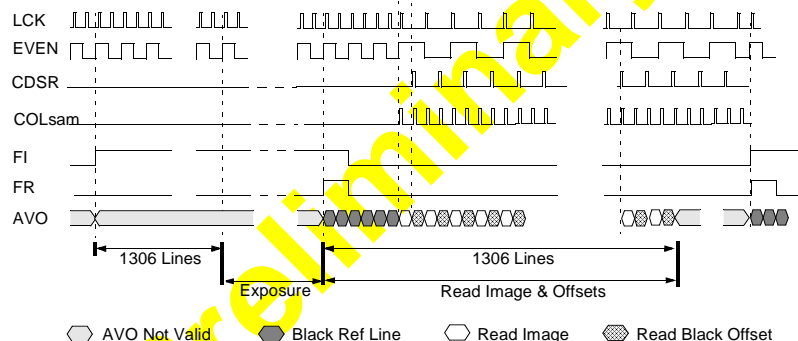 LCK
EVEN
CDSR
COLsam
FI
FR
AVO
1306 Lines
1306 Lines
Exposure
Read Image & Offsets
AVO Not Valid
Black Ref Line
Read Image
Read Black Offset
reliminar